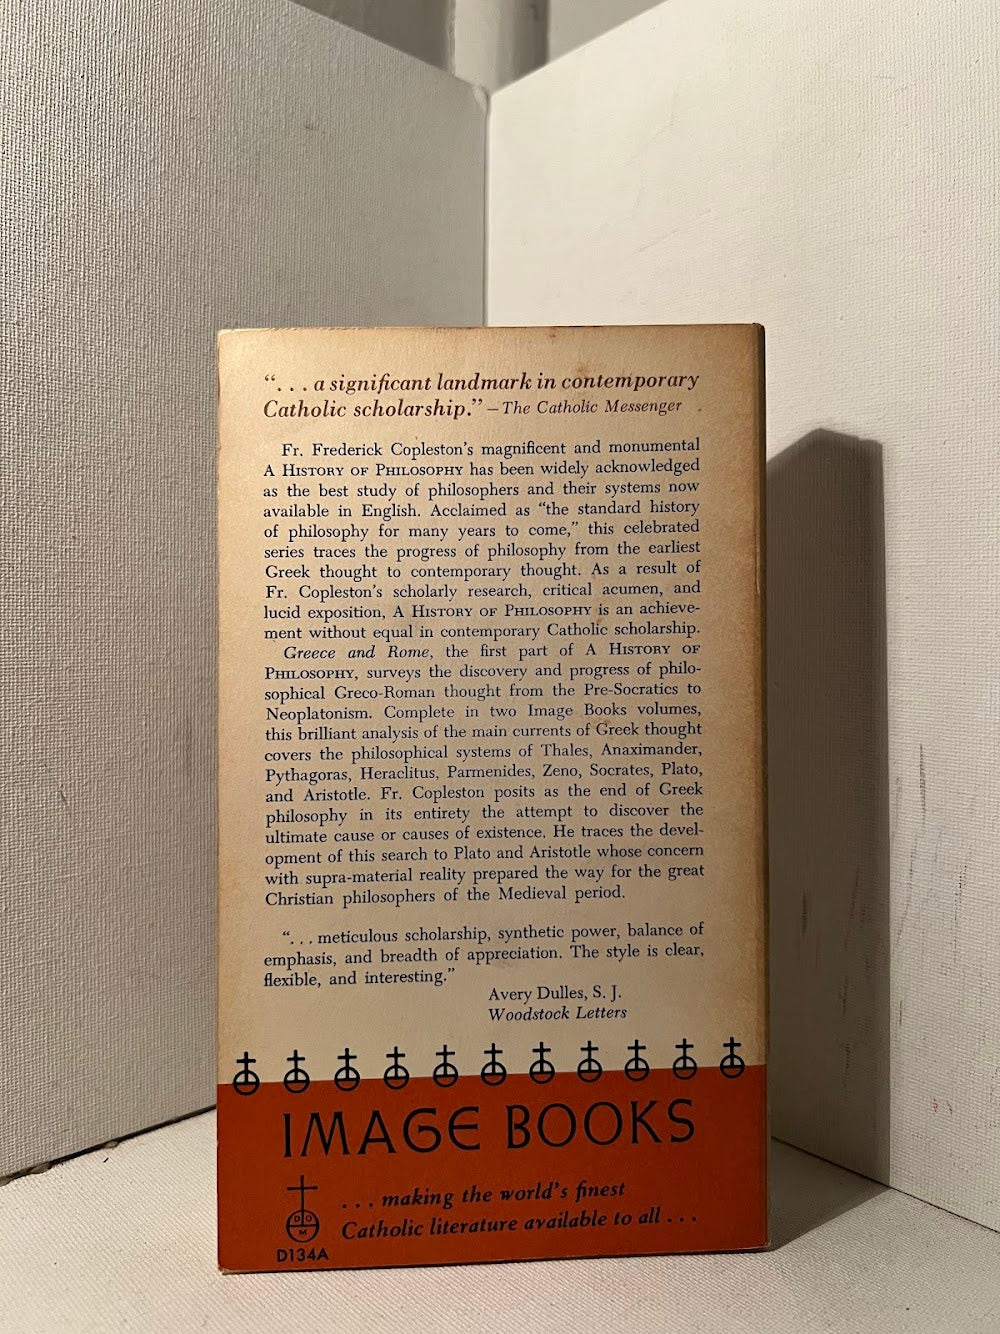 “. . . a significant landmark in contemporary
Catholic scholarship.” – The Catholic Messenger
Fr. Frederick Copleston’s magnificent and monumental
A HISTORY OF PHILOSOPHY has been widely acknowledged
as the best study of philosophers and their systems now
available in English. Acclaimed as “the standard history
of philosophy for many years to come,” this celebrated
series traces the progress of philosophy from the earliest
Greek thought to contemporary thought. As a result of
Fr. Copleston’s scholarly research, critical acumen, and
lucid exposition, A HISTORY OF PHILOSOPHY is an achieve-
ment without equal in contemporary Catholic scholarship.
Greece and Rome, the first part of A HISTORY OF
PHILOSOPHY, surveys the discovery and progress of philo-
sophical Greco-Roman thought from the Pre-Socratics to
Neoplatonism. Complete in two Image Books volumes,
this brilliant analysis of the main currents of Greek thought
covers the philosophical systems of Thales, Anaximander,
Pythagoras, Heraclitus, Parmenides, Zeno, Socrates, Plato,
and Aristotle. Fr. Copleston posits as the end of Greek
philosophy in its entirety the attempt to discover the
ultimate cause or causes of existence. He traces the devel-
opment of this search to Plato and Aristotle whose concern
with supra-material reality prepared the way for the great
Christian philosophers of the Medieval period.
“. . . meticulous scholarship, synthetic power, balance of
emphasis, and breadth of appreciation. The style is clear,
flexible, and interesting.”
Avery Dulles, S. J.
Woodstock Letters
IMAGE BOOKS
. . . making the world’s finest
Catholic literature available to all . . .
D O
M
D134A